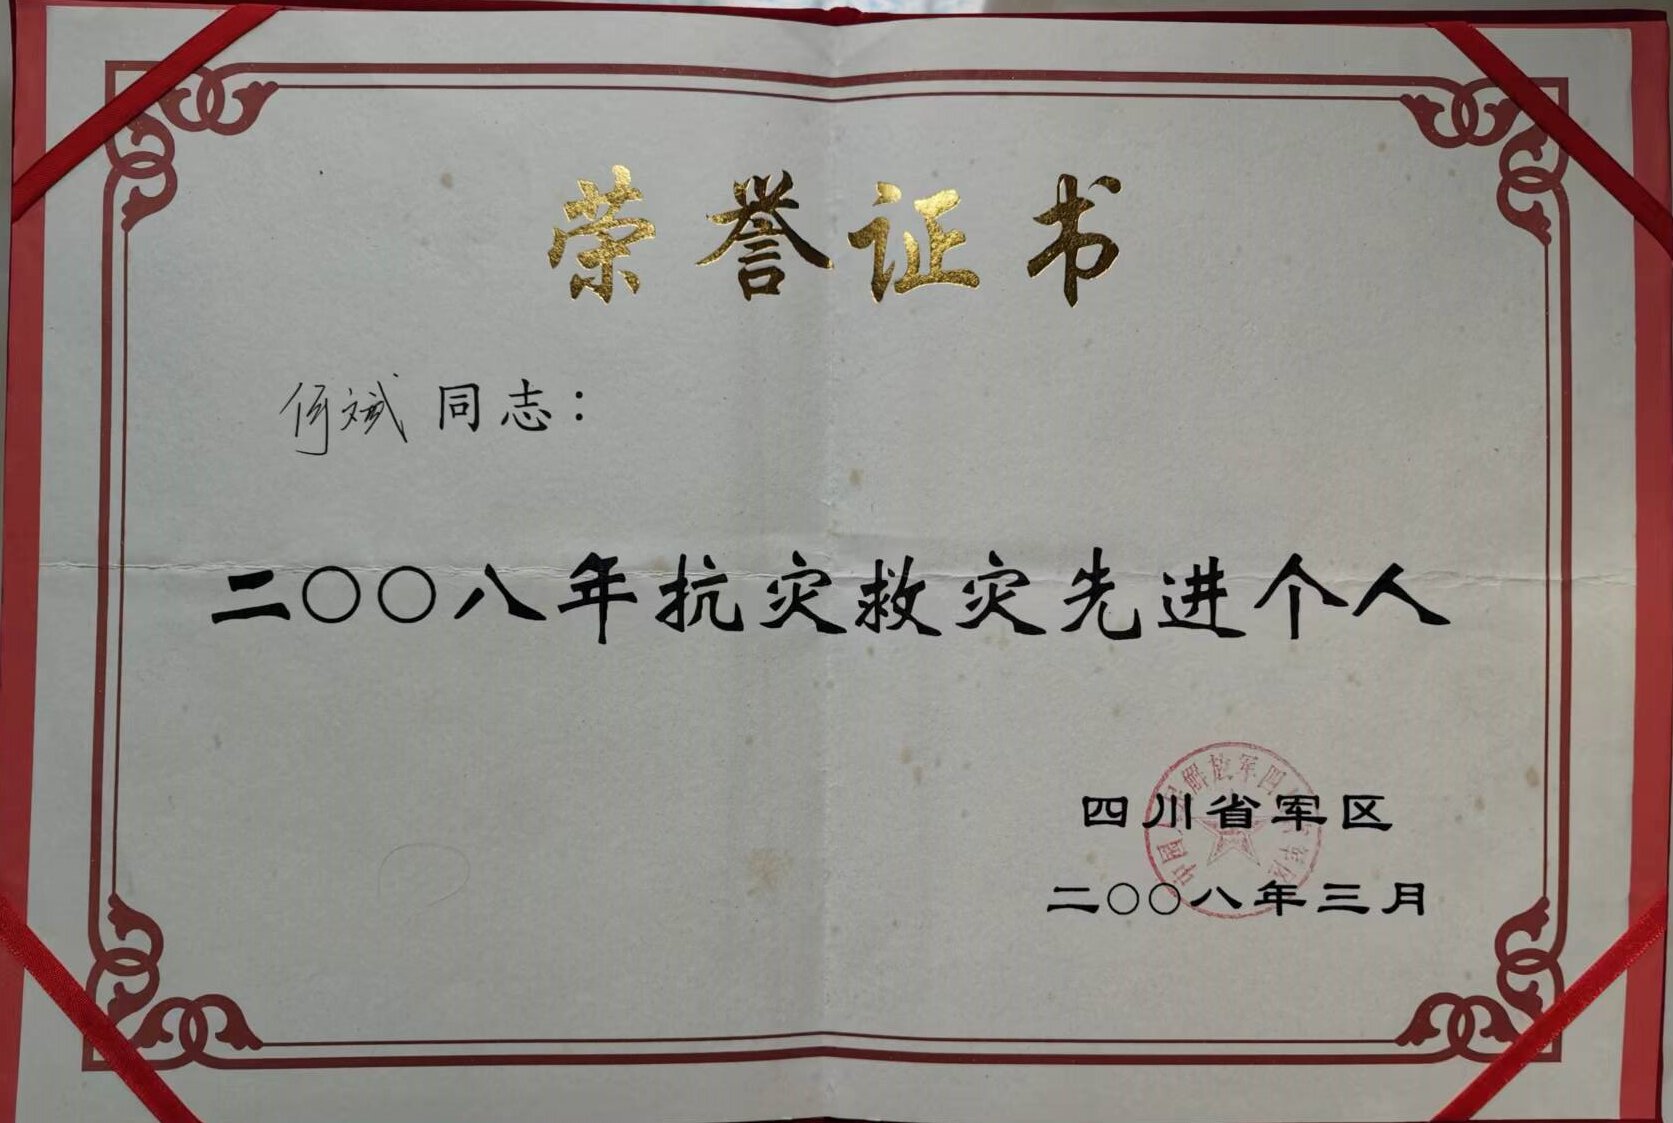 荣誉证书
何斌同志：
二〇〇八年抗灾救灾先进个人
四川省军区
二〇〇八年三月